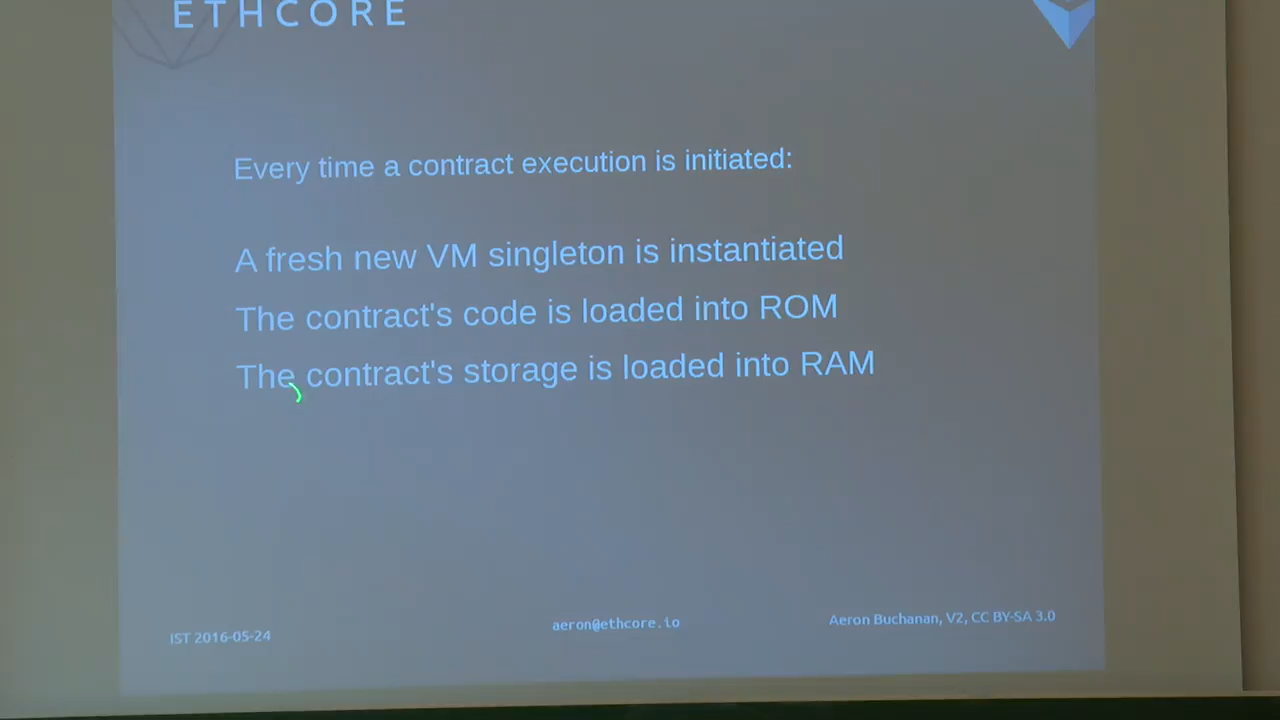 ETHCORE
Every time a contract execution is initiated:
A fresh new VM singleton is instantiated
The contract's code is loaded into ROM
The contract's storage is loaded into RAM
IST 2016-05-24
aeron@ethcore.io
Aeron Buchanan, V2, CC BY-SA 3.0